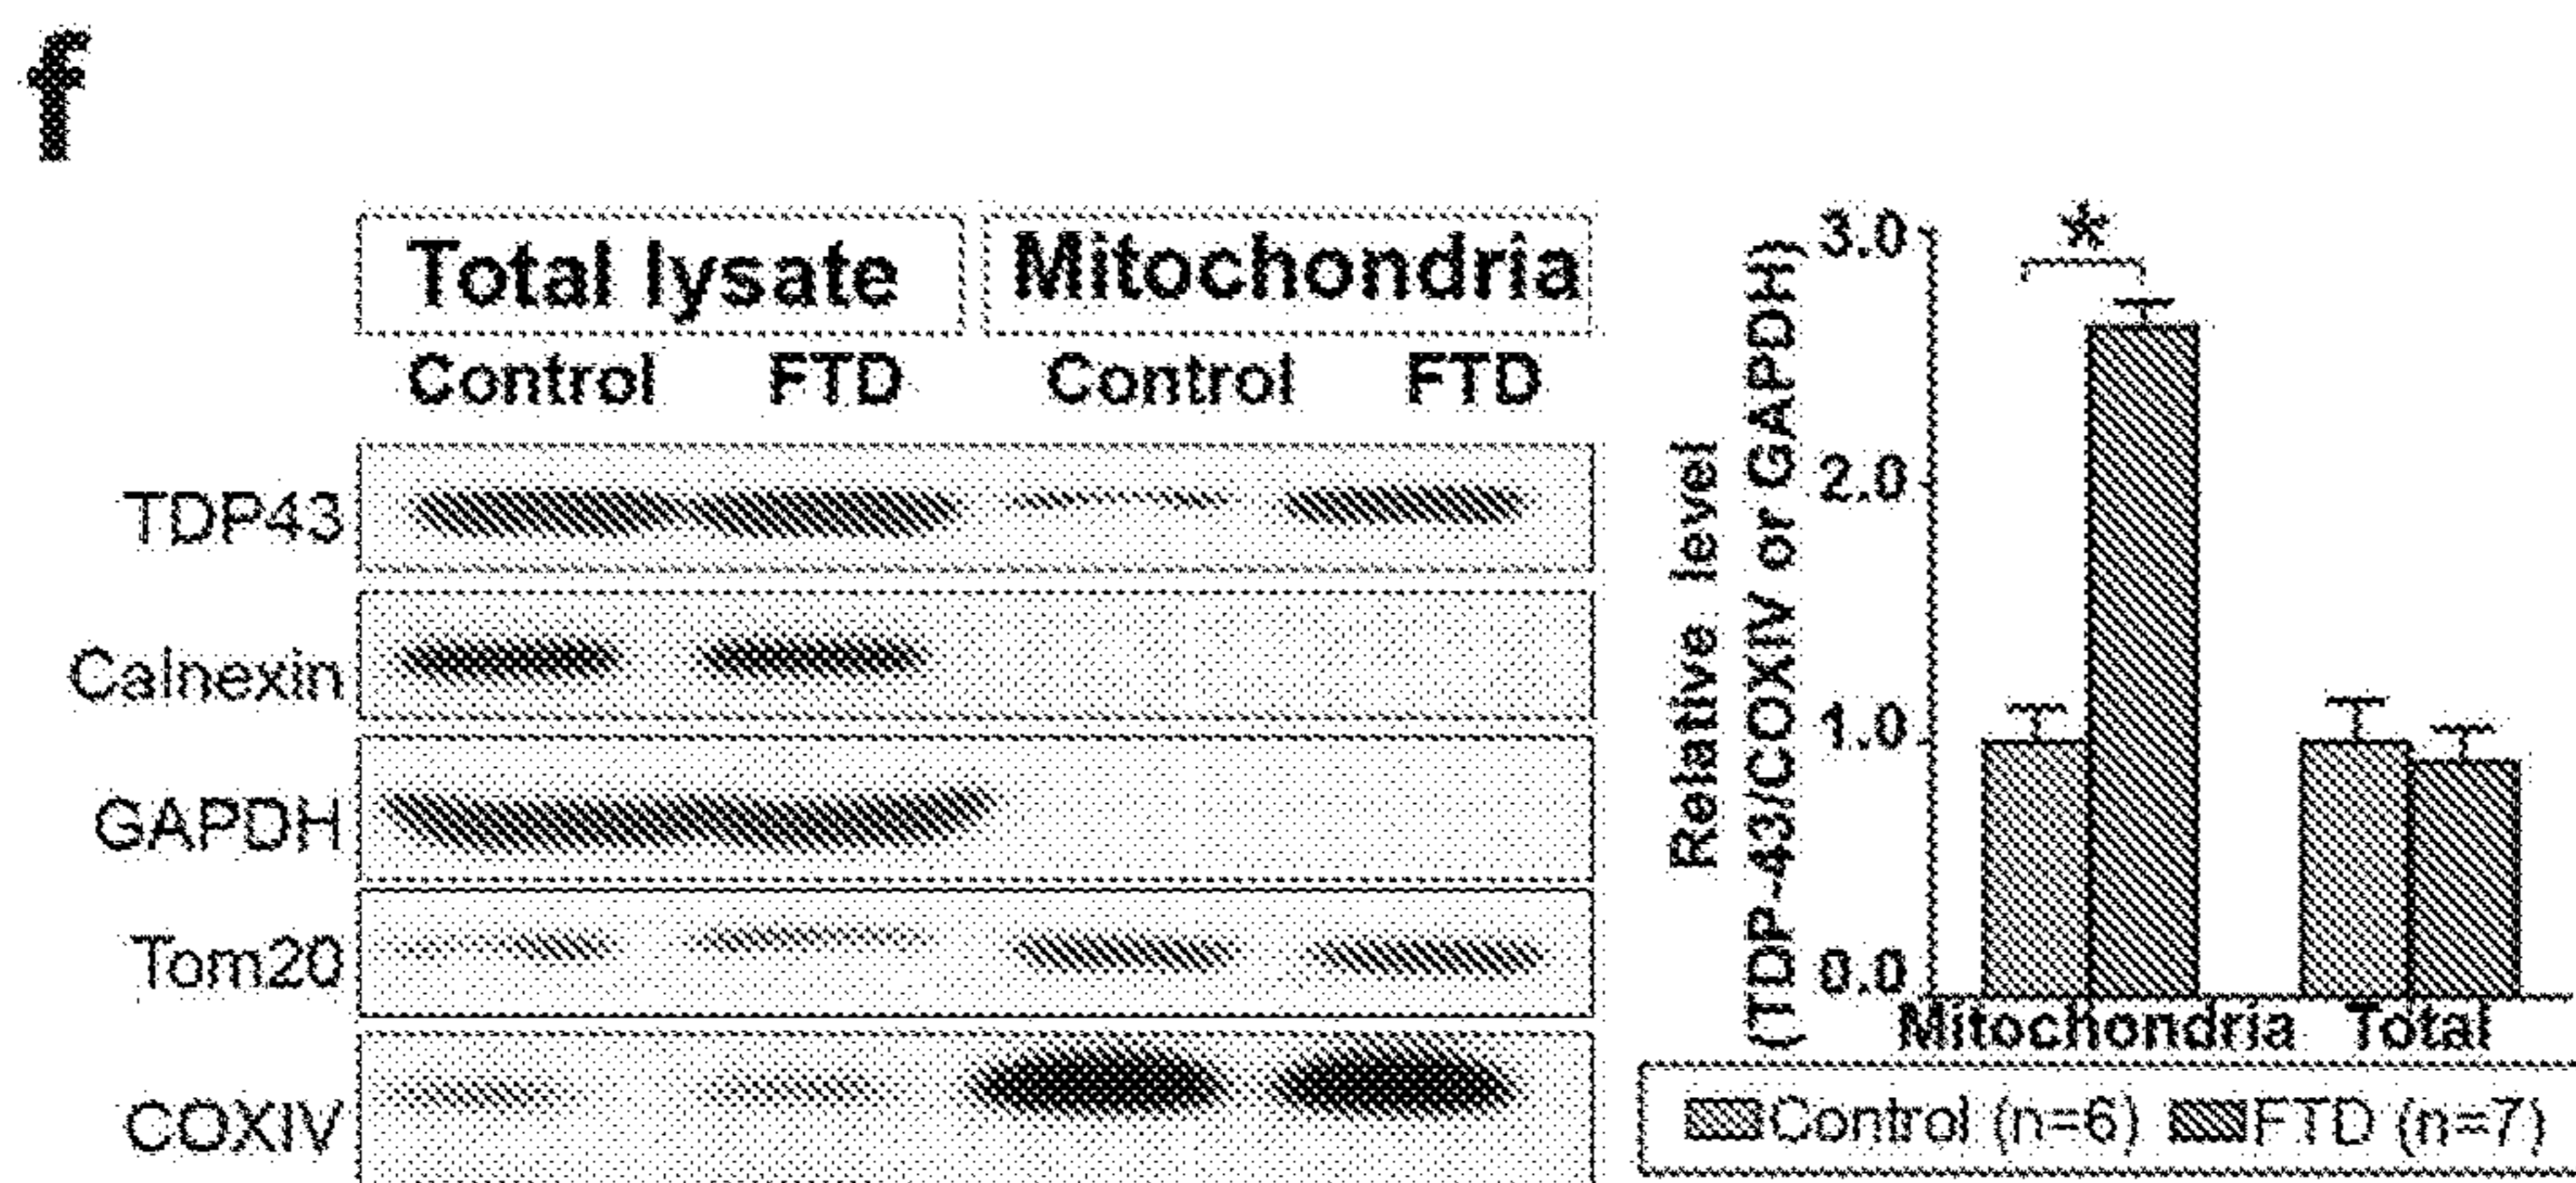 f
Total lysate Mitochondria
Control FTD Control FTD
TDP43
Calnexin
GAPDH
Tom20
COXIV
Relative level
(TDP-43/COXIV or GAPDH)
3.0
*
2.0
1.0
0.0
Mitochondria Total
Control (n=6) FTD (n=7)